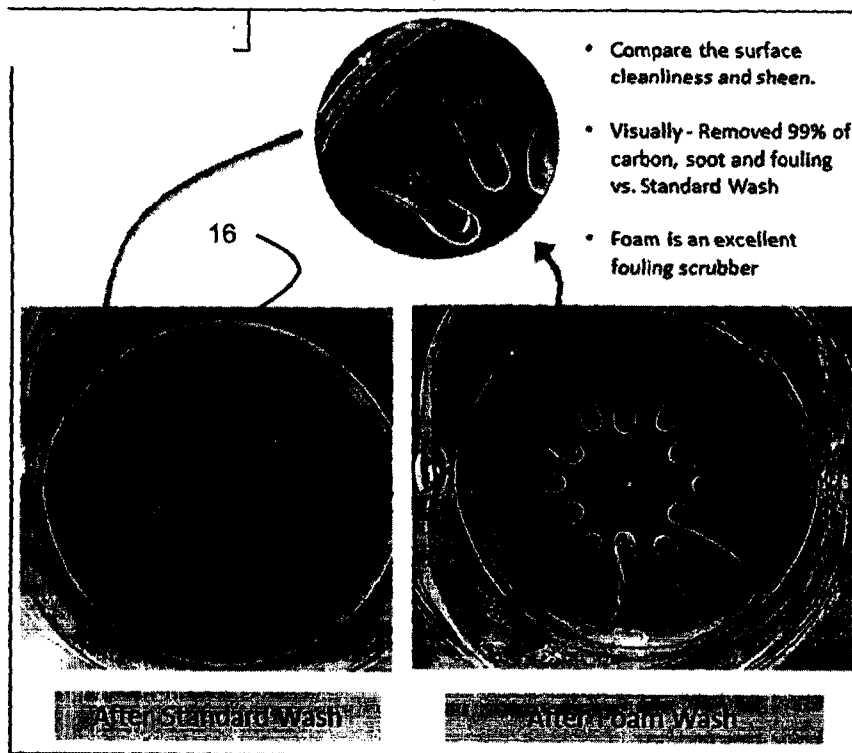 • Compare the surface
cleanliness and sheen.
• Visually - Removed 99% of
carbon, soot and fouling
vs. Standard Wash
• Foam is an excellent
fouling scrubber
16
After Standard Wash
After Foam Wash